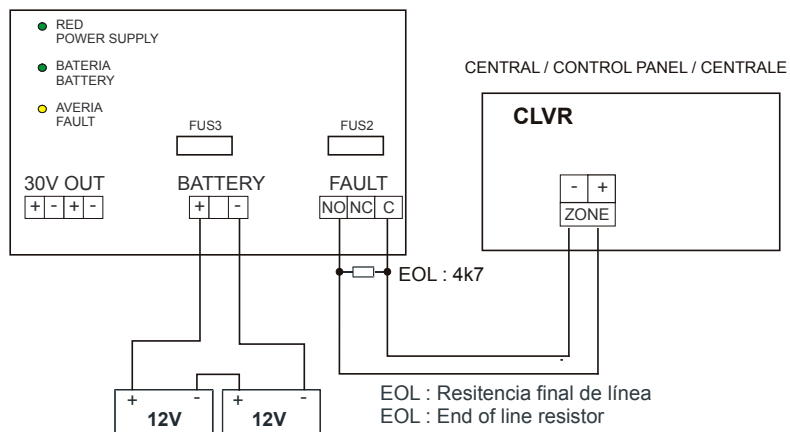 RED
POWER SUPPLY
BATERIA
BATTERY
AVERIA
FAULT
FUS3
FUS2
30V OUT
+ - + -
BATTERY
+ -
FAULT
NO NC C
CENTRAL / CONTROL PANEL / CENTRALE
CLVR
- +
ZONE
EOL : 4k7
+ - + -
12V 12V
EOL : Resitencia final de línea
EOL : End of line resistor